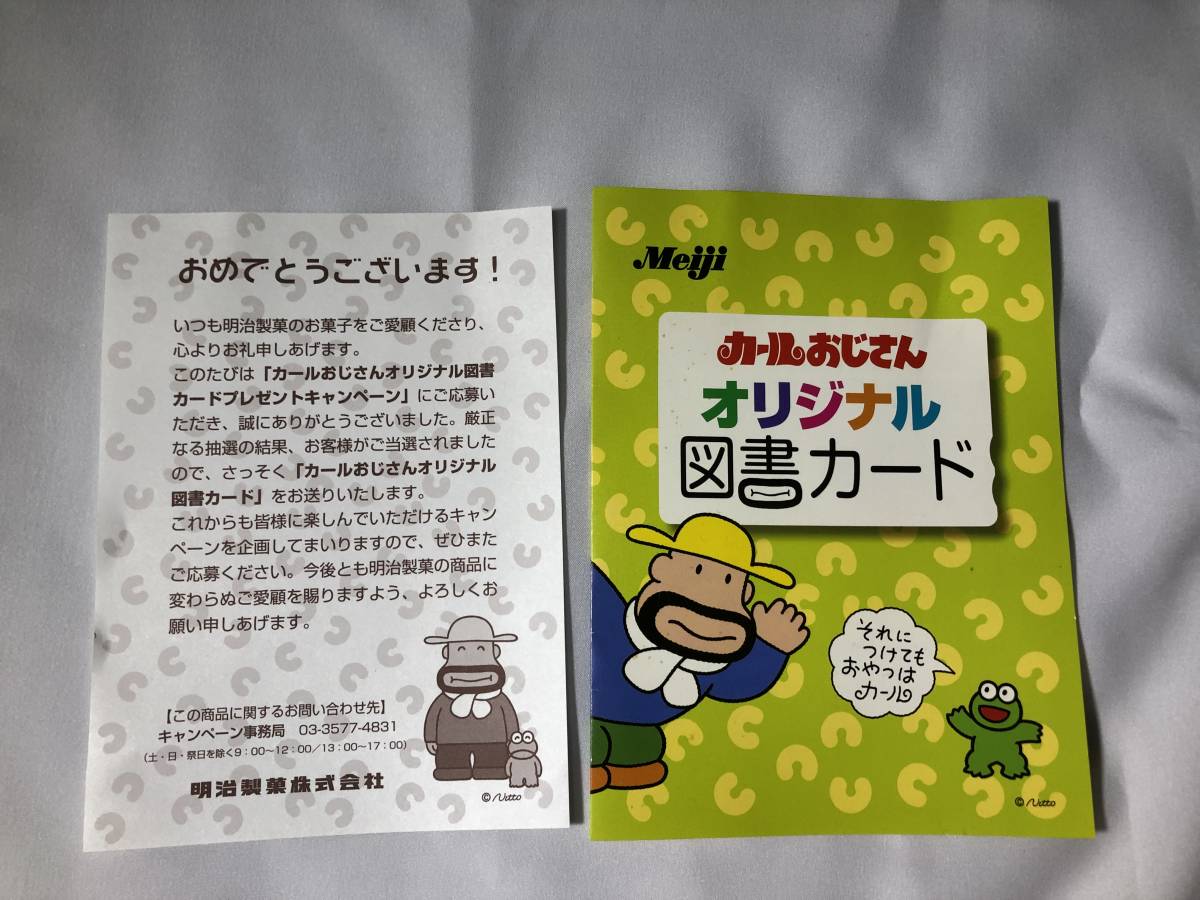 おめでとうございます！
いつも明治製菓のお菓子をご愛顧くださり、
心よりお礼申しあげます。
このたびは「カールおじさんオリジナル図書
カードプレゼントキャンペーン」にご応募い
ただき、誠にありがとうございました。厳正
なる抽選の結果、お客様がご当選されました
ので、さっそく「カールおじさんオリジナル
図書カード」をお送りいたします。
これからも皆様に楽しんでいただけるキャン
ペーンを企画してまいりますので、ぜひまた
ご応募ください。今後とも明治製菓の商品に
変わらぬご愛顧を賜りますよう、よろしくお
願い申しあげます。
【この商品に関するお問い合わせ先】
キャンペーン事務局 03-3577-4831
（土・日・祭日を除く9：00〜12：00/13：00〜17：00）
明治製菓株式会社
© Nitto
Meiji
カールおじさん
オリジナル
図書カード
それに
つけても
おやつは
カール
© Nitto